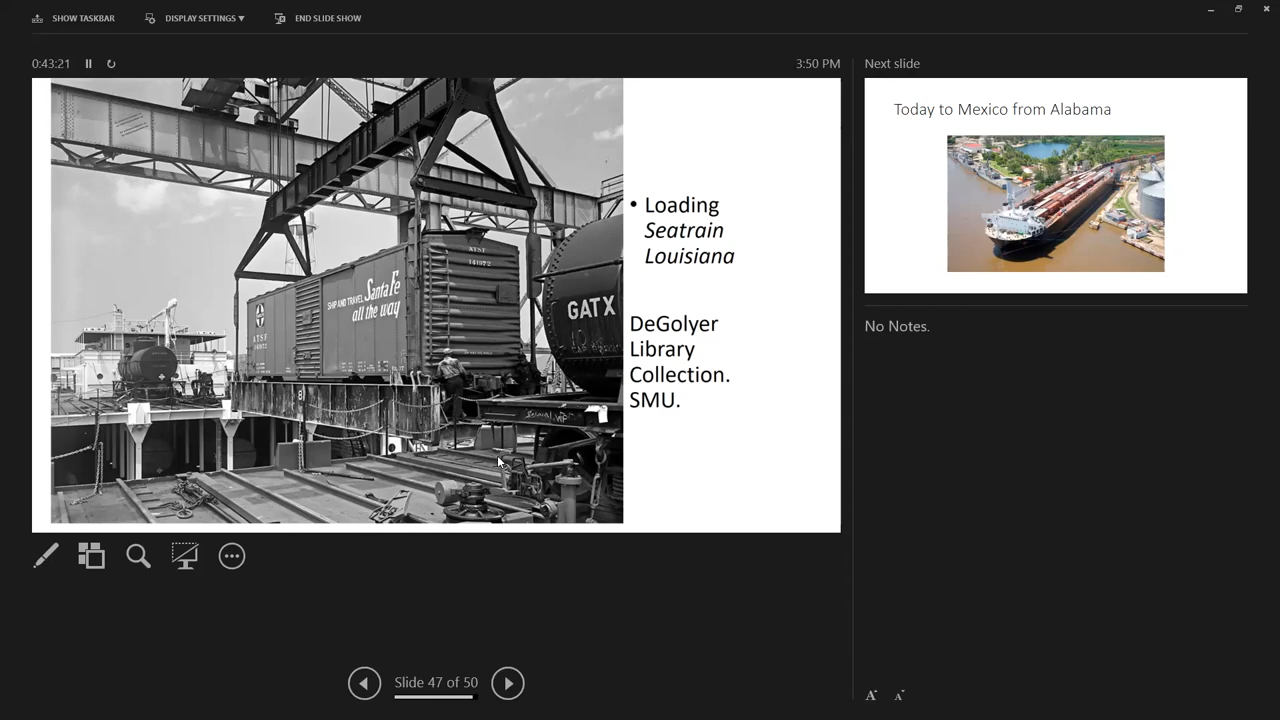 SHOW TASKBAR
DISPLAY SETTINGS ▼
END SLIDE SHOW
0:43:21
3:50 PM
Next slide
SHIP AND TRAVEL Santa Fe
all the way
ATSF
GATX
• Loading
Seatrain
Louisiana
DeGolyer
Library
Collection.
SMU.
Today to Mexico from Alabama
No Notes.
Slide 47 of 50